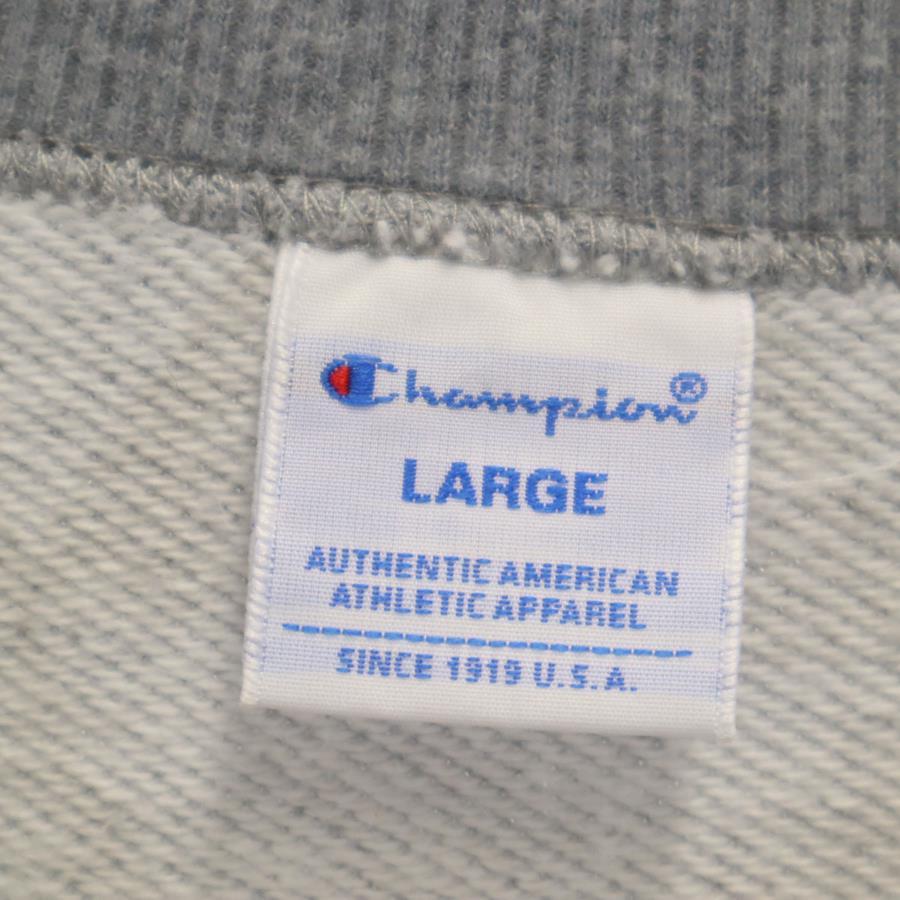 Champion®
LARGE
AUTHENTIC AMERICAN
ATHLETIC APPAREL
SINCE 1919 U.S.A.